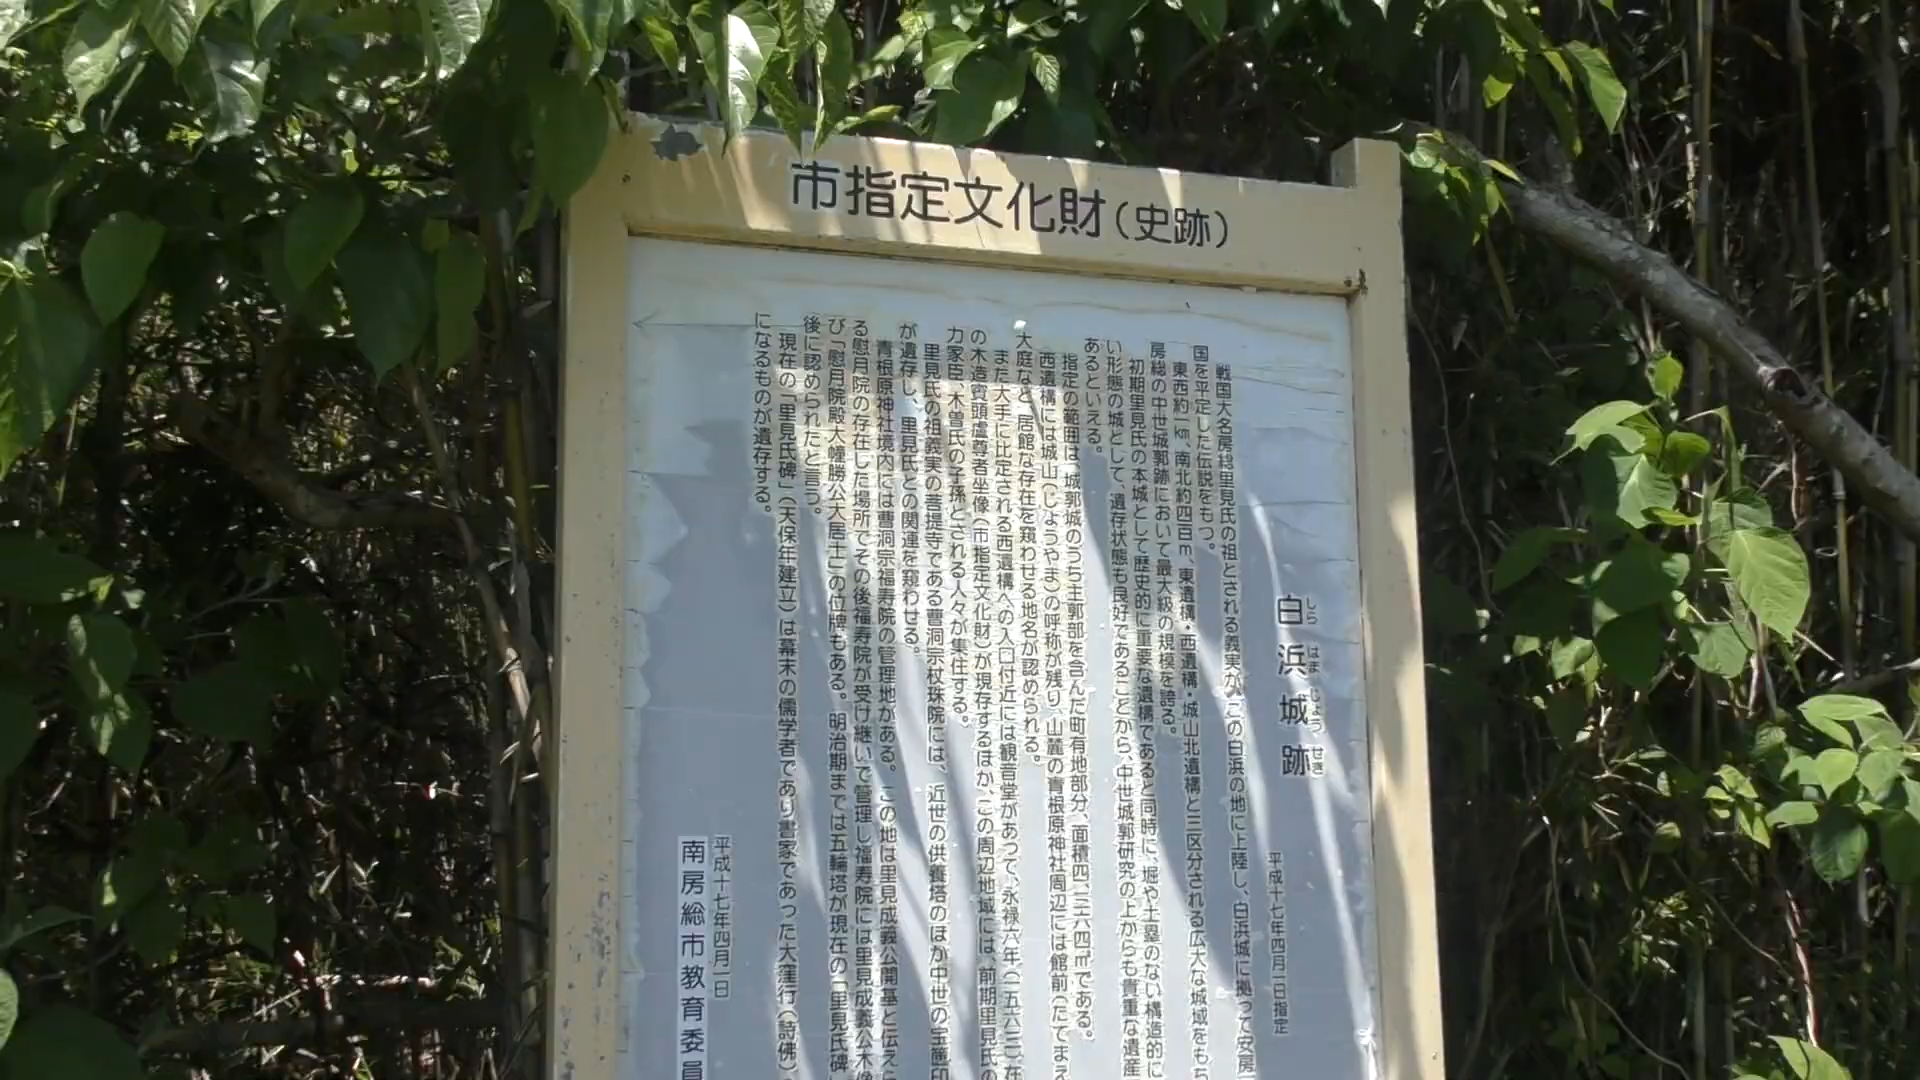 市指定文化財（史跡）
白浜城跡
しらはまじょうせき
平成十七年四月一日指定
戦国大名房総里見氏の祖とされる義実が、この白浜の地に上陸し、白浜城に拠って安房一
国を平定した伝説をもつ。
東西約一㎞、南北約四百ｍ、東遺構・西遺構・城山北遺構と三区分される広大な城域をもち
房総の中世城郭跡において最大級の規模を誇る。
初期里見氏の本城として歴史的に重要な遺構であると同時に、堀や土塁のない構造的に
い形態の城として、遺存状態も良好であることから、中世城郭研究の上からも貴重な遺産
あるといえる。
指定の範囲は、城郭城のうち主郭部を含んだ町有地部分、面積四二三六四㎡である。
西遺構には城山（じょうやま）の呼称が残り、山麓の青根原神社周辺には館前（たてまえ
大庭など、居館な存在を窺わせる地名が認められる。
また大手に比定される西遺構への入口付近には観音堂があって、永禄六年（一五六三）在
の木造賓頭盧尊者坐像（市指定文化財）が現存するほか、この周辺地域には、前期里見氏の
力家臣、木曽氏の子孫とされる人々が集住する。
里見氏の祖義実の菩提寺である曹洞宗杖珠院には、近世の供養塔のほか中世の宝篋印
が遺存し、里見氏との関連を窺わせる。
青根原神社境内には曹洞宗福寿院の管理地がある。この地は里見成義公開基と伝えら
る慰月院の存在した場所でその後福寿院が受け継いで管理し福寿院には里見成義公木像
び「慰月院殿大幢勝公大居士」の位牌もある。明治期までは五輪塔が現在の「里見氏碑」
後に認められたと言う。
現在の「里見氏碑」（天保年建立）は幕末の儒学者であり書家であった大窪行（詩佛）
になるものが遺存する。
平成十七年四月一日
南房総市教育委員